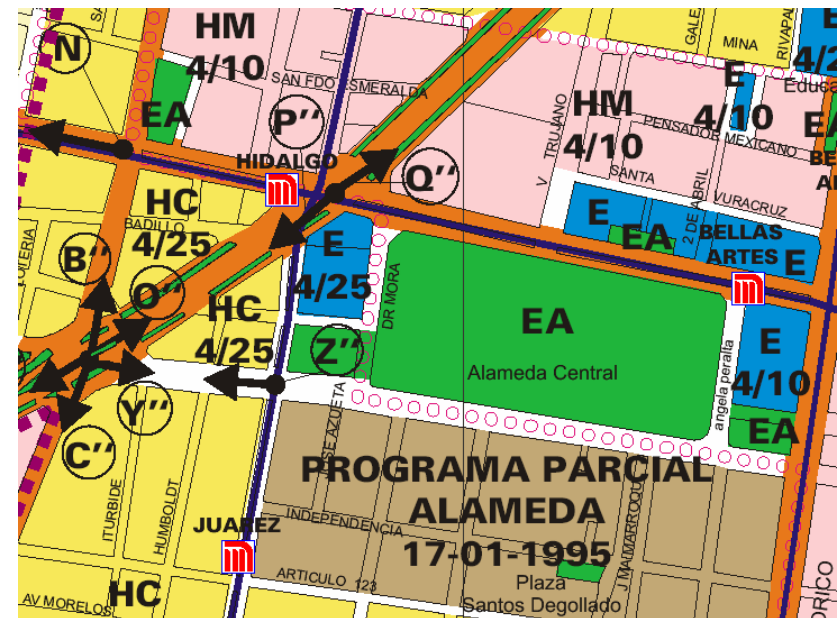 HM
4/10
N
EA
SAN FDO
ESMERALDA
P´´
HIDALGO
Q´´
HC
4/25
BADILLO
B´´
O´´
HC
4/25
E
4/25
DR MORA
Z´´
Y´´
C´´
MINA
E
4/10
HM
4/10
V TRUJANO
PENSADOR MEXICANO
SANTA
VURACRUZ
2 DE ABRIL
E
EA
BELLAS
ARTES
E
EA
Alameda Central
angela peralta
E
4/10
EA
JOSE AZUETA
PROGRAMA PARCIAL
ALAMEDA
17-01-1995
ITURBIDE
HUMBOLDT
JUAREZ
INDEPENDENCIA
ARTICULO 123
Plaza
Santos Degollado
AV MORELOS
HC